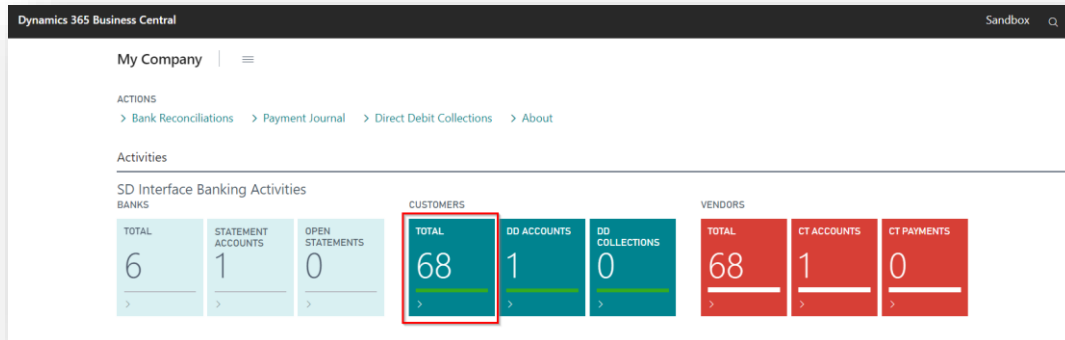 Dynamics 365 Business Central
Sandbox
My Company
ACTIONS
> Bank Reconciliations > Payment Journal > Direct Debit Collections > About
Activities
SD Interface Banking Activities
BANKS
TOTAL
6
STATEMENT
ACCOUNTS
1
OPEN
STATEMENTS
0
CUSTOMERS
TOTAL
68
DD ACCOUNTS
1
DD
COLLECTIONS
0
VENDORS
TOTAL
68
CT ACCOUNTS
1
CT PAYMENTS
0